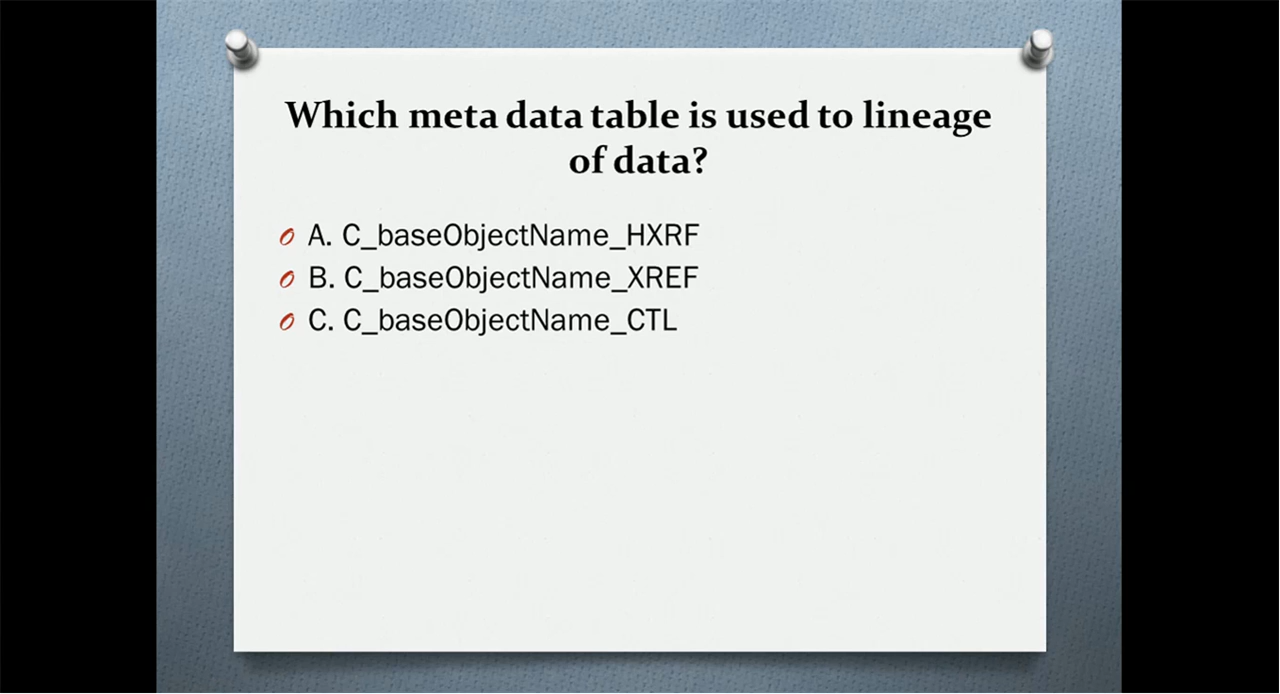 Which meta data table is used to lineage
of data?
A. C_baseObjectName_HXRF
B. C_baseObjectName_XREF
C. C_baseObjectName_CTL